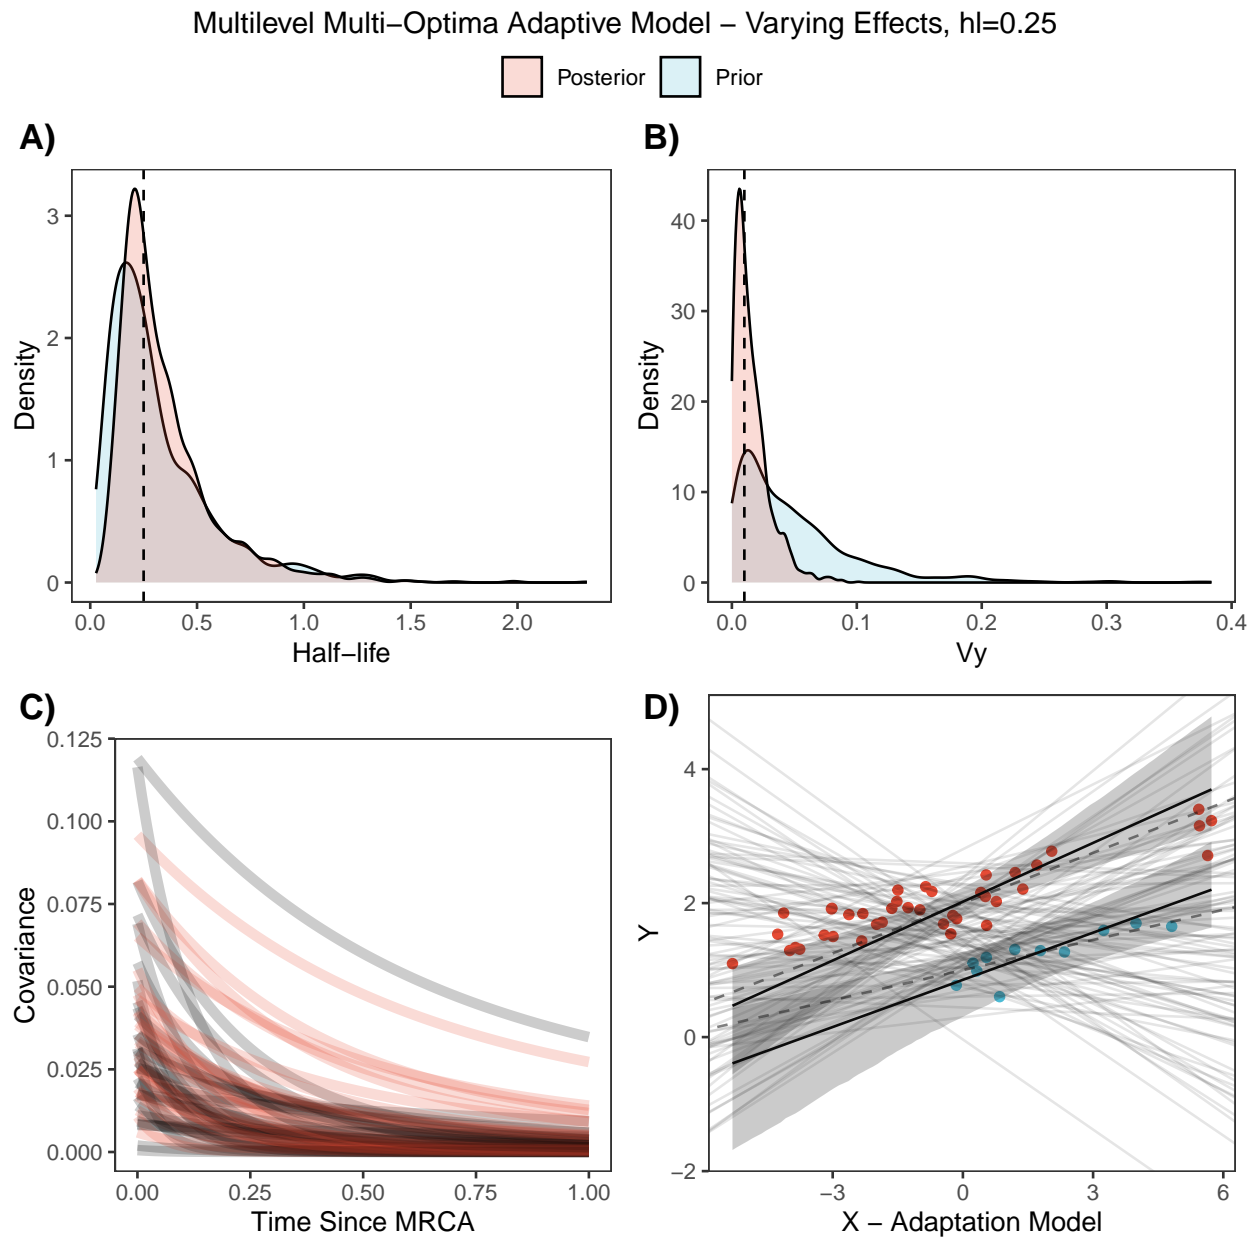 Multilevel Multi−Optima Adaptive Model − Varying Effects, hl=0.25
Posterior Prior
A)
Density
3
2
1
0
0.0 0.5 1.0 1.5 2.0
Half−life
B)
Density
40
30
20
10
0
0.0 0.1 0.2 0.3 0.4
Vy
C)
Covariance
0.125
0.100
0.075
0.050
0.025
0.000
0.00 0.25 0.50 0.75 1.00
Time Since MRCA
D)
Y
4
2
0
−2
−3 0 3 6
X − Adaptation Model